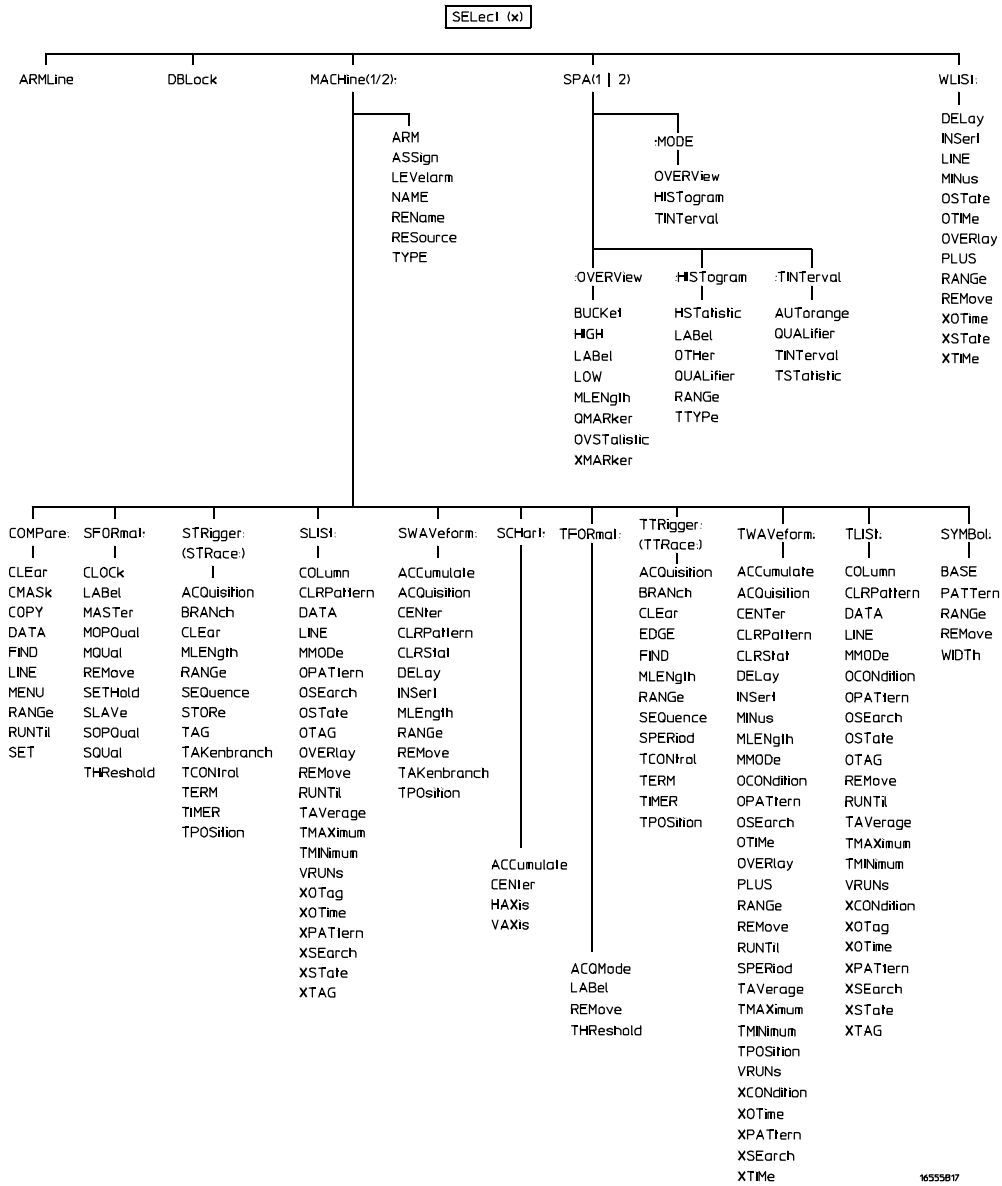 SELect (x)
ARMLine
DBLock
MACHine(1/2):
SPA(1 | 2)
WLISt:
ARM
ASSign
LEVelarm
NAME
REName
RESource
TYPE
:MODE
OVERView
HISTogram
TINTerval
:OVERView
BUCKet
HIGH
LABel
LOW
MLENgth
QMARker
OVSTatistic
XMARker
:HISTogram
HSTatistic
LABel
OTHer
QUALifier
RANGe
TTYPe
:TINTerval
AUTorange
QUALifier
TINTerval
TSTatistic
DELay
INSert
LINE
MINus
OSTate
OTIMe
OVERlay
PLUS
RANGe
REMove
XOTime
XSTate
XTIMe
COMPare:
CLEar
CMASk
COPY
DATA
FIND
LINE
MENU
RANGe
RUNTil
SET
SFORmat:
CLOCk
LABel
MASTer
MOPQual
MQUal
REMove
SETHold
SLAVe
SOPQual
SQUal
THReshold
STRigger:
(STRace:)
ACQuisition
BRANch
CLEar
MLENgth
RANGe
SEQuence
STORe
TAG
TAKenbranch
TCONtrol
TERM
TIMER
TPOSition
SLISt:
COLumn
CLRPattern
DATA
LINE
MMODe
OPATtern
OSEarch
OSTate
OTAG
OVERlay
REMove
RUNTil
TAVerage
TMAXimum
TMINimum
VRUNs
XOTag
XOTime
XPATtern
XSEarch
XSTate
XTAG
SWAVeform:
ACCumulate
ACQuisition
CENter
CLRPattern
CLRStat
DELay
INSert
MLEngth
RANGe
REMove
TAKenbranch
TPOsition
SCHart:
ACCumulate
CENter
HAXis
VAXis
TFORmat:
ACQMode
LABel
REMove
THReshold
TTRigger:
(TTRace:)
ACQuisition
BRANch
CLEar
EDGE
FIND
MLENgth
RANGe
SEQuence
SPERiod
TCONtrol
TERM
TIMER
TPOSition
TWAVeform:
ACCumulate
ACQuisition
CENTer
CLRPattern
CLRStat
DELay
INSert
MINus
MLENgth
MMODe
OCONdition
OPATtern
OSEarch
OTIMe
OVERlay
PLUS
RANGe
REMove
RUNTil
SPERiod
TAVerage
TMAXimum
TMINimum
TPOSition
VRUNs
XCONdition
XOTime
XPATtern
XSEarch
XTIMe
TLISt:
COLumn
CLRPattern
DATA
LINE
MMODe
OCONdition
OPATtern
OSEarch
OSTate
OTAG
REMove
RUNTil
TAVerage
TMAXimum
TMINimum
VRUNs
XCONdition
XOTag
XOTime
XPATtern
XSEarch
XSTate
XTAG
SYMBol:
BASE
PATTern
RANGe
REMove
WIDTh
16555B17